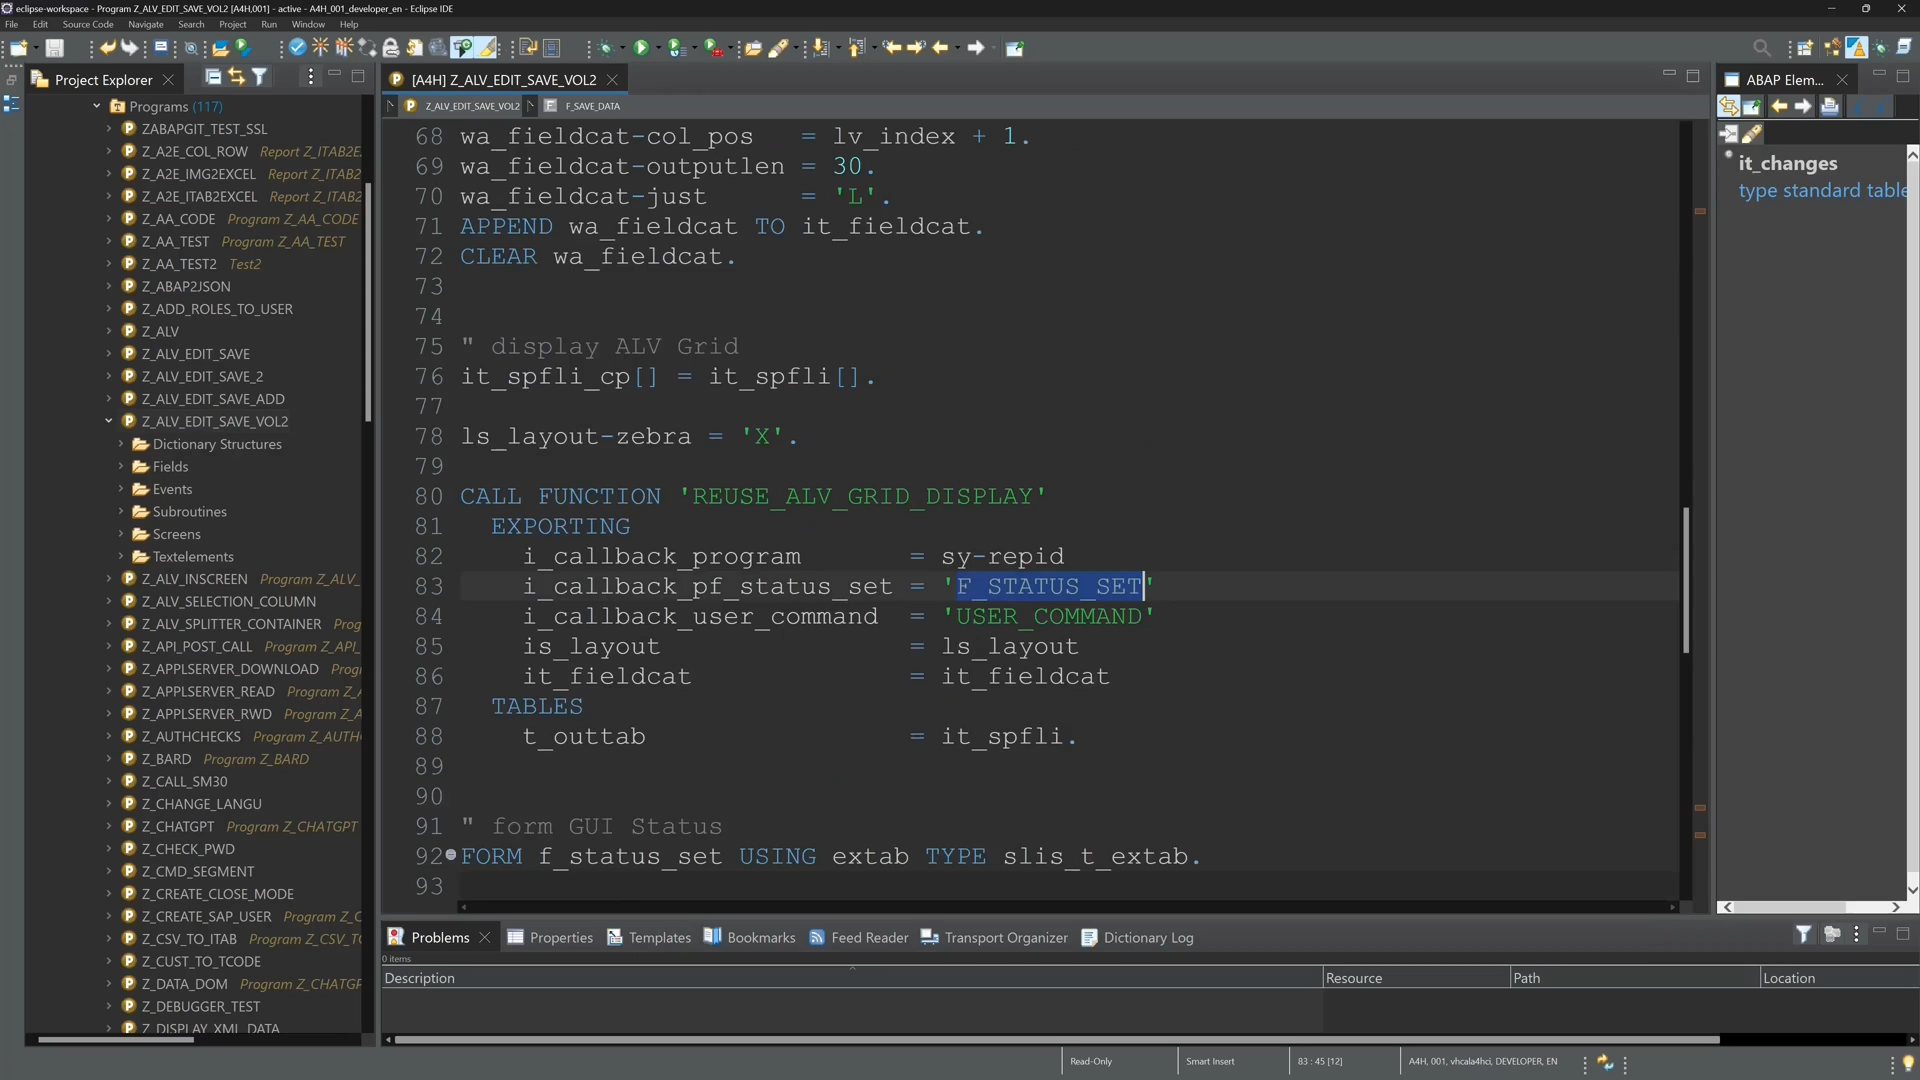 eclipse-workspace - Program Z_ALV_EDIT_SAVE_VOL2 [A4H,001] - active - A4H_001_developer_en - Eclipse IDE
File Edit Source Code Navigate Search Project Run Window Help
Project Explorer
[A4H] Z_ALV_EDIT_SAVE_VOL2
ABAP Elem...
Z_ALV_EDIT_SAVE_VOL2 F_SAVE_DATA
Programs (117)
ZABAPGIT_TEST_SSL
Z_A2E_COL_ROW Report Z_ITAB2E
Z_A2E_IMG2EXCEL Report Z_ITAB2
Z_A2E_ITAB2EXCEL Report Z_ITAB2
Z_AA_CODE Program Z_AA_CODE
Z_AA_TEST Program Z_AA_TEST
Z_AA_TEST2 Test2
Z_ABAP2JSON
Z_ADD_ROLES_TO_USER
Z_ALV
Z_ALV_EDIT_SAVE
Z_ALV_EDIT_SAVE_2
Z_ALV_EDIT_SAVE_ADD
Z_ALV_EDIT_SAVE_VOL2
Dictionary Structures
Fields
Events
Subroutines
Screens
Textelements
Z_ALV_INSCREEN Program Z_ALV_
Z_ALV_SELECTION_COLUMN
Z_ALV_SPLITTER_CONTAINER Prog
Z_API_POST_CALL Program Z_API_
Z_APPLSERVER_DOWNLOAD Progr
Z_APPLSERVER_READ Program Z_A
Z_APPLSERVER_RWD Program Z_A
Z_AUTHCHECKS Program Z_AUTH
Z_BARD Program Z_BARD
Z_CALL_SM30
Z_CHANGE_LANGU
Z_CHATGPT Program Z_CHATGPT
Z_CHECK_PWD
Z_CMD_SEGMENT
Z_CREATE_CLOSE_MODE
Z_CREATE_SAP_USER Program Z_C
Z_CSV_TO_ITAB Program Z_CSV_T
Z_CUST_TO_TCODE
Z_DATA_DOM Program Z_CHATGP
Z_DEBUGGER_TEST
Z_DISPLAY_XML_DATA
68 wa_fieldcat-col_pos = lv_index + 1.
69 wa_fieldcat-outputlen = 30.
70 wa_fieldcat-just = 'L'.
71 APPEND wa_fieldcat TO it_fieldcat.
72 CLEAR wa_fieldcat.
73
74
75 " display ALV Grid
76 it_spfli_cp[] = it_spfli[].
77
78 ls_layout-zebra = 'X'.
79
80 CALL FUNCTION 'REUSE_ALV_GRID_DISPLAY'
81 EXPORTING
82 i_callback_program = sy-repid
83 i_callback_pf_status_set = 'F_STATUS_SET'
84 i_callback_user_command = 'USER_COMMAND'
85 is_layout = ls_layout
86 it_fieldcat = it_fieldcat
87 TABLES
88 t_outtab = it_spfli.
89
90
91 " form GUI Status
92 FORM f_status_set USING extab TYPE slis_t_extab.
93
it_changes
type standard table
Problems Properties Templates Bookmarks Feed Reader Transport Organizer Dictionary Log
0 items
Description Resource Path Location
Read-Only Smart Insert 83 : 45 [12] A4H, 001, vhcala4hci, DEVELOPER, EN